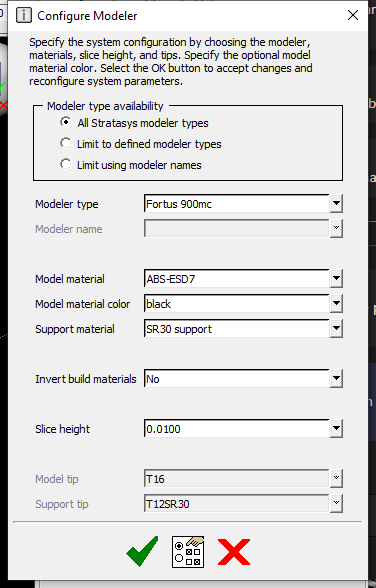 Configure Modeler
Specify the system configuration by choosing the modeler,
materials, slice height, and tips. Specify the optional model
material color. Select the OK button to accept changes and
reconfigure system parameters.
Modeler type availability
All Stratasys modeler types
Limit to defined modeler types
Limit using modeler names
Modeler type Fortus 900mc
Modeler name
Model material ABS-ESD7
Model material color black
Support material SR30 support
Invert build materials No
Slice height 0.0100
Model tip T16
Support tip T12SR30